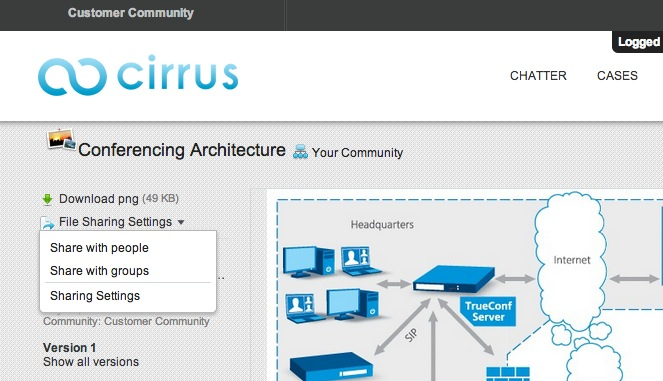 Customer Community
Logged
cirrus
CHATTER
CASES
Conferencing Architecture
Your Community
Download png (49 KB)
File Sharing Settings
Share with people
Share with groups
Sharing Settings
..
Community: Customer Community
Version 1
Show all versions
Headquarters
Internet
TrueConf
Server
SIP